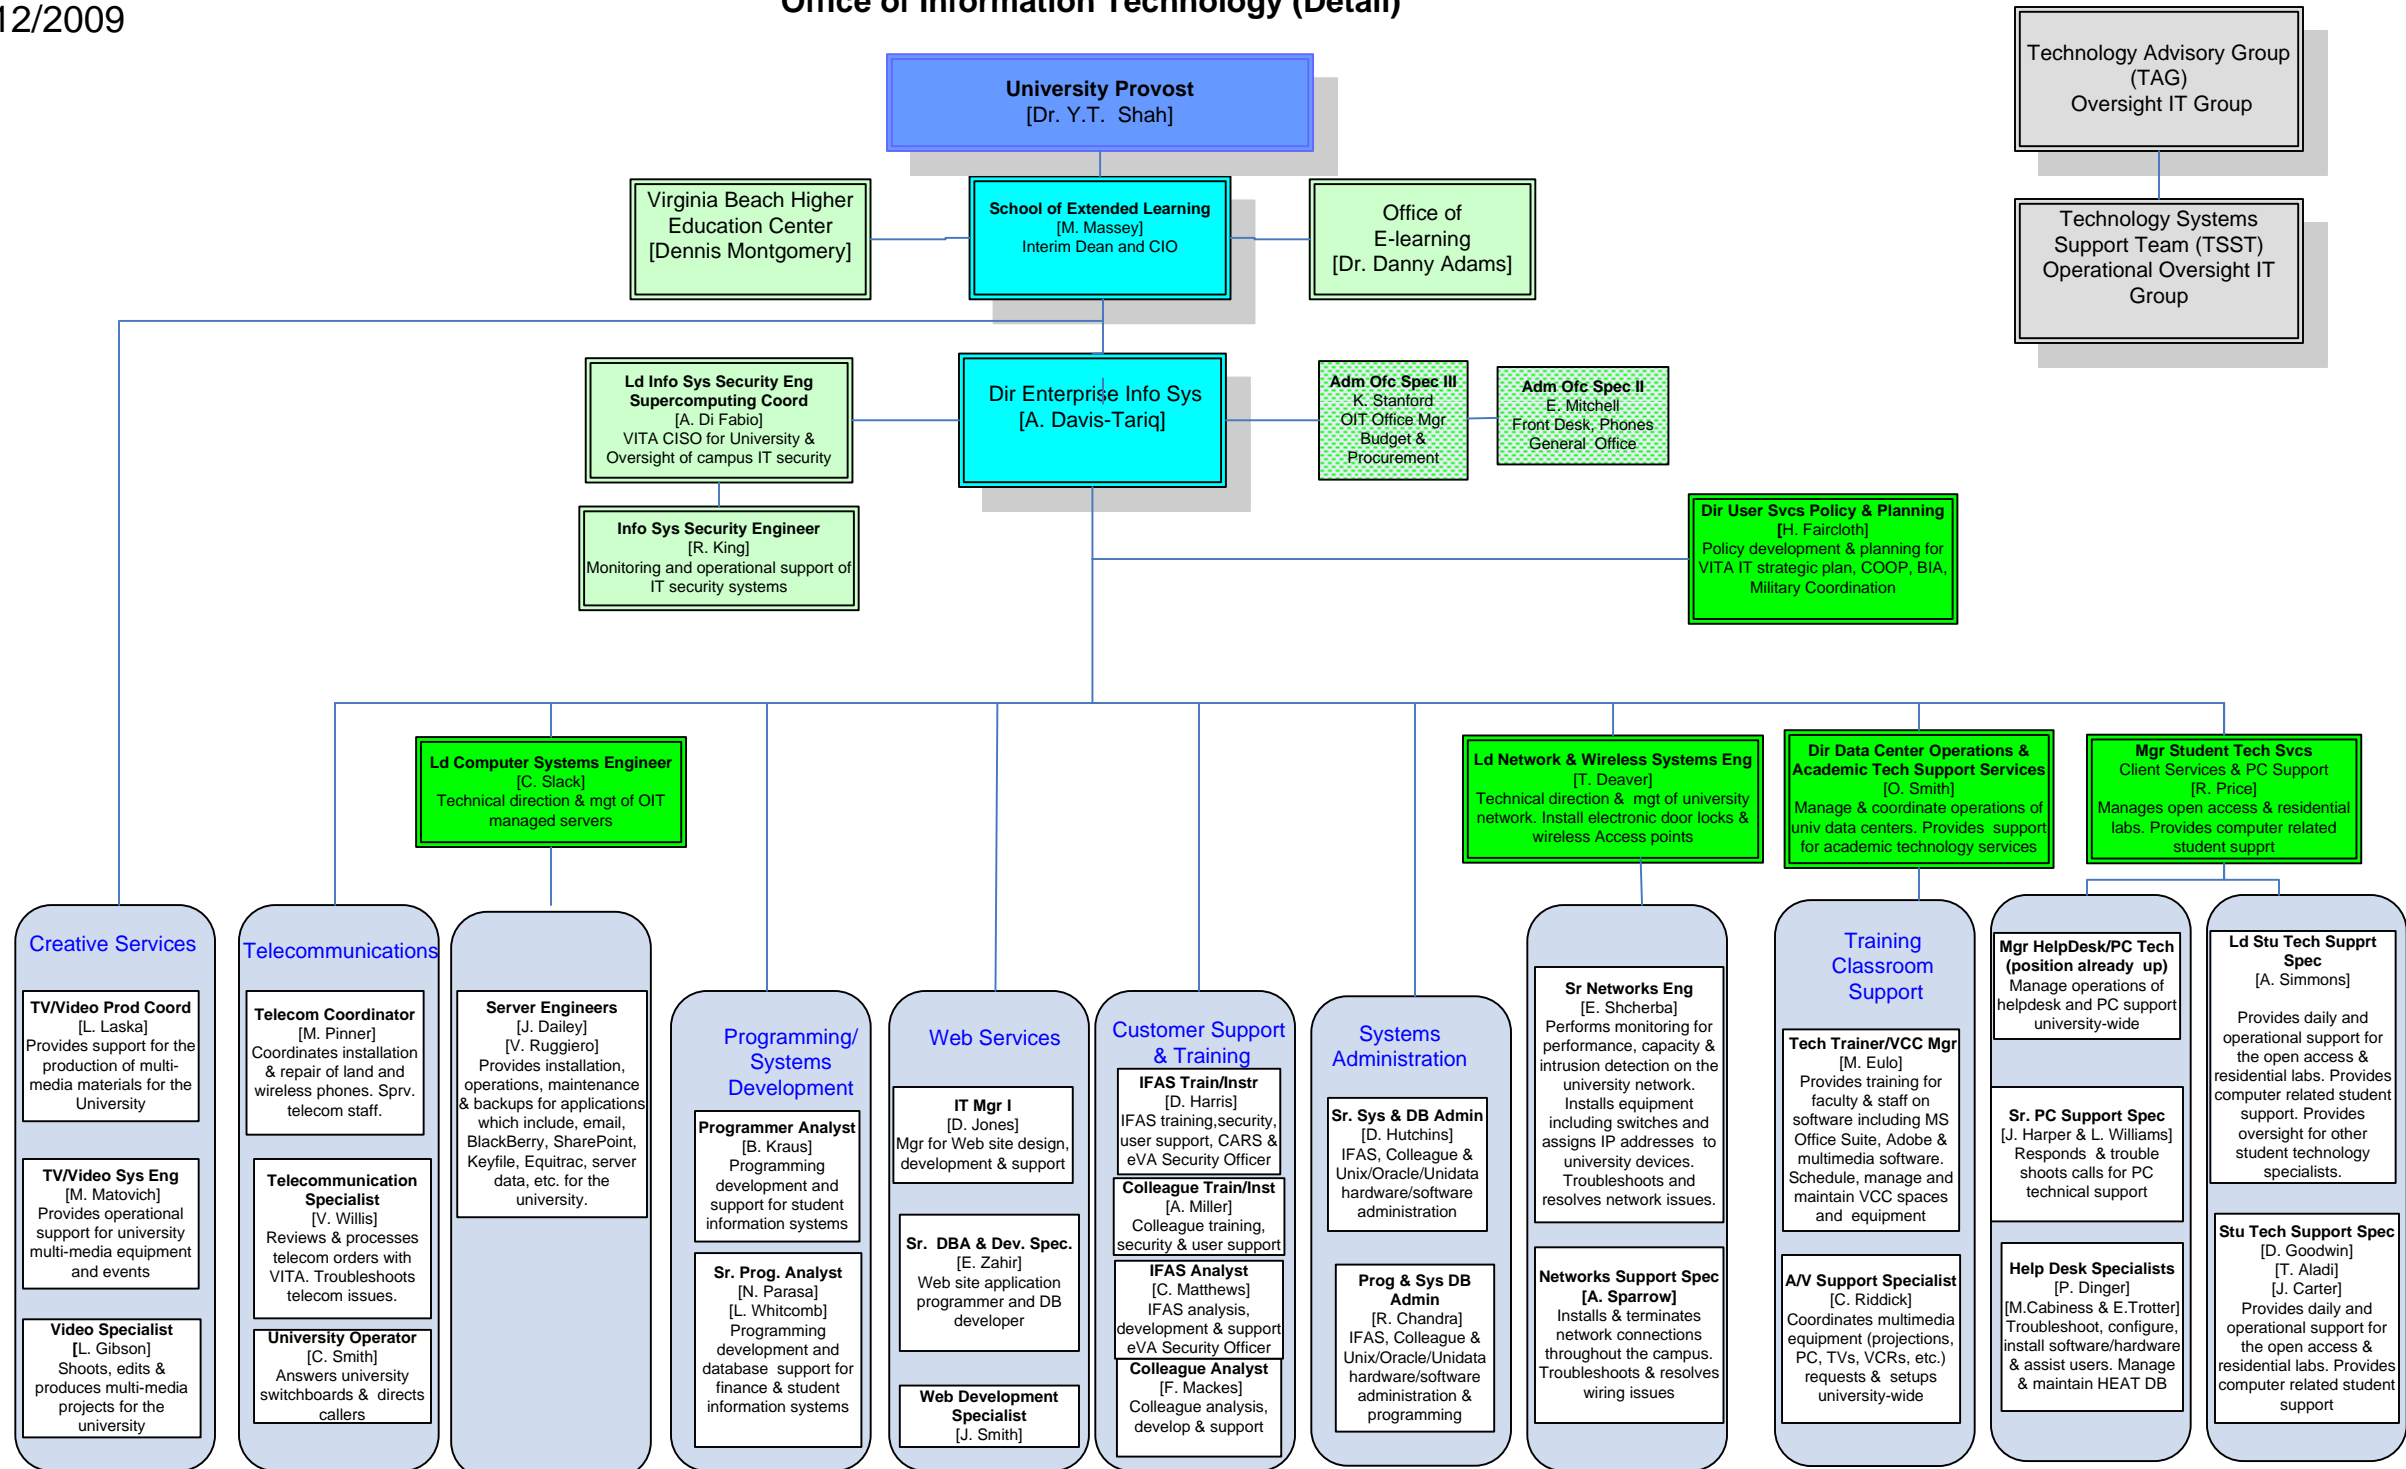 12/2009
Office of Information Technology (Detail)
Technology Advisory Group
(TAG)
Oversight IT Group
University Provost
[Dr. Y.T. Shah]
Virginia Beach Higher
Education Center
[Dennis Montgomery]
School of Extended Learning
[M. Massey]
Interim Dean and CIO
Office of
E-learning
[Dr. Danny Adams]
Technology Systems
Support Team (TSST)
Operational Oversight IT
Group
Ld Info Sys Security Eng
Supercomputing Coord
[A. Di Fabio]
VITA CISO for University &
Oversight of campus IT security
Dir Enterprise Info Sys
[A. Davis-Tariq]
Adm Ofc Spec III
K. Stanford
OIT Office Mgr
Budget &
Procurement
Adm Ofc Spec II
E. Mitchell
Front Desk, Phones
General Office
Info Sys Security Engineer
[R. King]
Monitoring and operational support of
IT security systems
Dir User Svcs Policy & Planning
[H. Faircloth]
Policy development & planning for
VITA IT strategic plan, COOP, BIA,
Military Coordination
Ld Computer Systems Engineer
[C. Slack]
Technical direction & mgt of OIT
managed servers
Ld Network & Wireless Systems Eng
[T. Deaver]
Technical direction & mgt of university
network. Install electronic door locks &
wireless Access points
Dir Data Center Operations &
Academic Tech Support Services
[O. Smith]
Manage & coordinate operations of
univ data centers. Provides support
for academic technology services
Mgr Student Tech Svcs
Client Services & PC Support
[R. Price]
Manages open access & residential
labs. Provides computer related
student supprt
Creative Services
TV/Video Prod Coord
[L. Laska]
Provides support for the
production of multi-
media materials for the
University
TV/Video Sys Eng
[M. Matovich]
Provides operational
support for university
multi-media equipment
and events
Video Specialist
[L. Gibson]
Shoots, edits &
produces multi-media
projects for the
university
Telecommunications
Telecom Coordinator
[M. Pinner]
Coordinates installation
& repair of land and
wireless phones. Sprv.
telecom staff.
Telecommunication
Specialist
[V. Willis]
Reviews & processes
telecom orders with
VITA. Troubleshoots
telecom issues.
University Operator
[C. Smith]
Answers university
switchboards & directs
callers
Server Engineers
[J. Dailey]
[V. Ruggiero]
Provides installation,
operations, maintenance
& backups for applications
which include, email,
BlackBerry, SharePoint,
Keyfile, Equitrac, server
data, etc. for the
university.
Programming/
Systems
Development
Programmer Analyst
[B. Kraus]
Programming
development and
support for student
information systems
Sr. Prog. Analyst
[N. Parasa]
[L. Whitcomb]
Programming
development and
database support for
finance & student
information systems
Web Services
IT Mgr I
[D. Jones]
Mgr for Web site design,
development & support
Sr. DBA & Dev. Spec.
[E. Zahir]
Web site application
programmer and DB
developer
Web Development
Specialist
[J. Smith]
Customer Support
& Training
IFAS Train/Instr
[D. Harris]
IFAS training,security,
user support, CARS &
eVA Security Officer
Colleague Train/Inst
[A. Miller]
Colleague training,
security & user support
IFAS Analyst
[C. Matthews]
IFAS analysis,
development & support
eVA Security Officer
Colleague Analyst
[F. Mackes]
Colleague analysis,
develop & support
Systems
Administration
Sr. Sys & DB Admin
[D. Hutchins]
IFAS, Colleague &
Unix/Oracle/Unidata
hardware/software
administration
Prog & Sys DB
Admin
[R. Chandra]
IFAS, Colleague &
Unix/Oracle/Unidata
hardware/software
administration &
programming
Sr Networks Eng
[E. Shcherba]
Performs monitoring for
performance, capacity &
intrusion detection on the
university network.
Installs equipment
including switches and
assigns IP addresses to
university devices.
Troubleshoots and
resolves network issues.
Networks Support Spec
[A. Sparrow]
Installs & terminates
network connections
throughout the campus.
Troubleshoots & resolves
wiring issues
Training
Classroom
Support
Tech Trainer/VCC Mgr
[M. Eulo]
Provides training for
faculty & staff on
software including MS
Office Suite, Adobe &
multimedia software.
Schedule, manage and
maintain VCC spaces
and equipment
A/V Support Specialist
[C. Riddick]
Coordinates multimedia
equipment (projections,
PC, TVs, VCRs, etc.)
requests & setups
university-wide
Mgr HelpDesk/PC Tech
(position already up)
Manage operations of
helpdesk and PC support
university-wide
Sr. PC Support Spec
[J. Harper & L. Williams]
Responds & trouble
shoots calls for PC
technical support
Help Desk Specialists
[P. Dinger]
[M.Cabiness & E.Trotter]
Troubleshoot, configure,
install software/hardware
& assist users. Manage
& maintain HEAT DB
Ld Stu Tech Supprt
Spec
[A. Simmons]
Provides daily and
operational support for
the open access &
residential labs. Provides
computer related student
support. Provides
oversight for other
student technology
specialists.
Stu Tech Support Spec
[D. Goodwin]
[T. Aladi]
[J. Carter]
Provides daily and
operational support for
the open access &
residential labs. Provides
computer related student
support